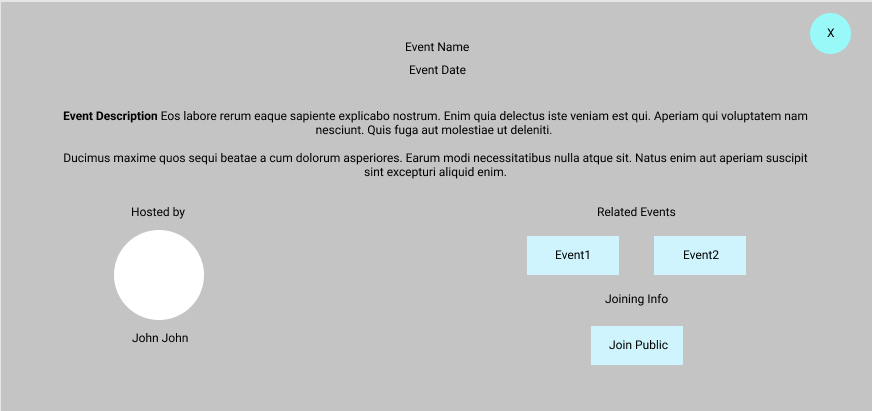 X
Event Name
Event Date
Event Description Eos labore rerum eaque sapiente explicabo nostrum. Enim quia delectus iste veniam est qui. Aperiam qui voluptatem nam
nesciunt. Quis fuga aut molestiae ut deleniti.
Ducimus maxime quos sequi beatae a cum dolorum asperiores. Earum modi necessitatibus nulla atque sit. Natus enim aut aperiam suscipit
sint excepturi aliquid enim.
Hosted by
John John
Related Events
Event1
Event2
Joining Info
Join Public